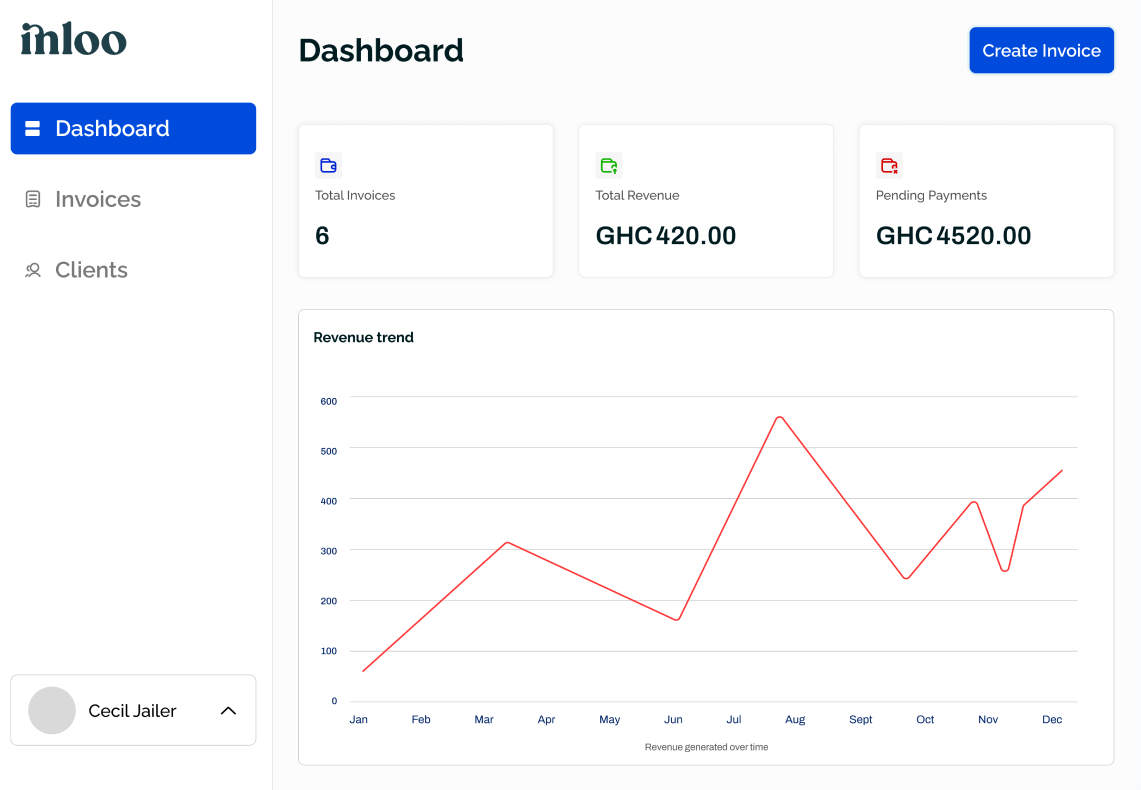 inloo
Dashboard
Invoices
Clients
Cecil Jailer
Dashboard
Create Invoice
Total Invoices
6
Total Revenue
GHC 420.00
Pending Payments
GHC 4520.00
Revenue trend
600
500
400
300
200
100
0
Jan Feb Mar Apr May Jun Jul Aug Sept Oct Nov Dec
Revenue generated over time